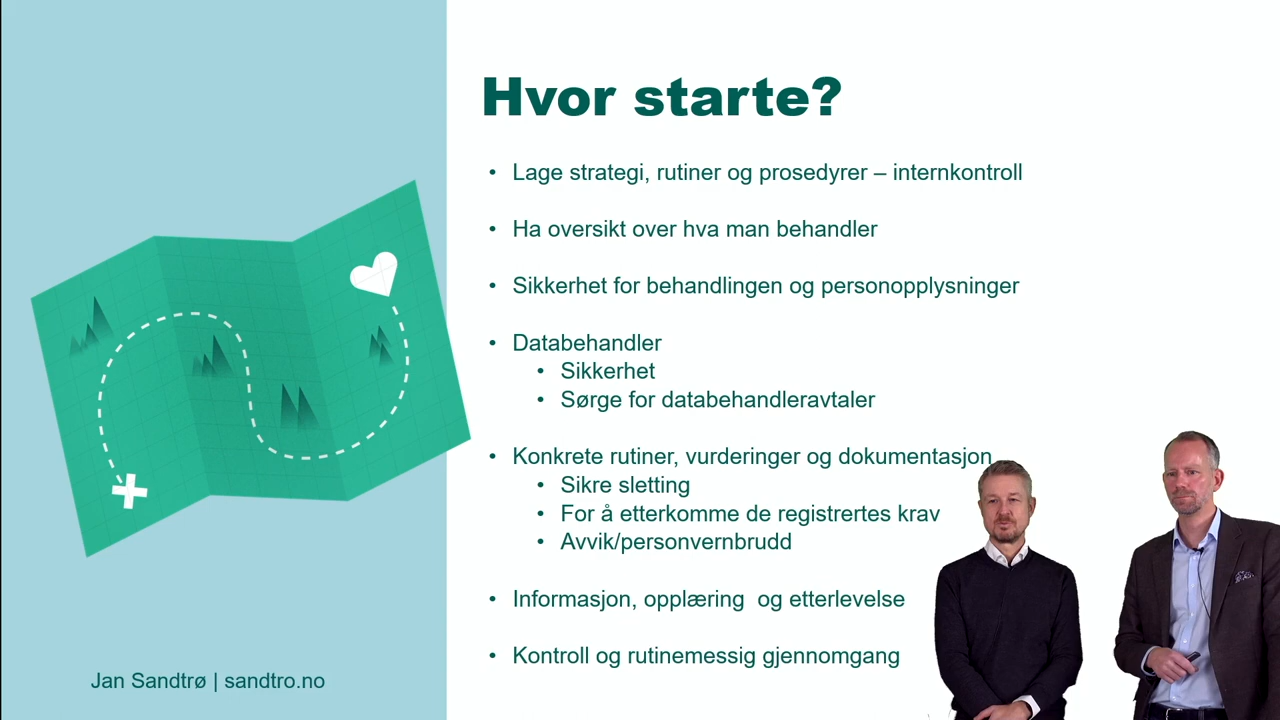 Hvor starte?
• Lage strategi, rutiner og prosedyrer – internkontroll
• Ha oversikt over hva man behandler
• Sikkerhet for behandlingen og personopplysninger
• Databehandler
• Sikkerhet
• Sørge for databehandleravtaler
• Konkrete rutiner, vurderinger og dokumentasjon
• Sikre sletting
• For å etterkomme de registrertes krav
• Avvik/personvernbrudd
• Informasjon, opplæring  og etterlevelse
• Kontroll og rutinemessig gjennomgang
Jan Sandtrø | sandtro.no